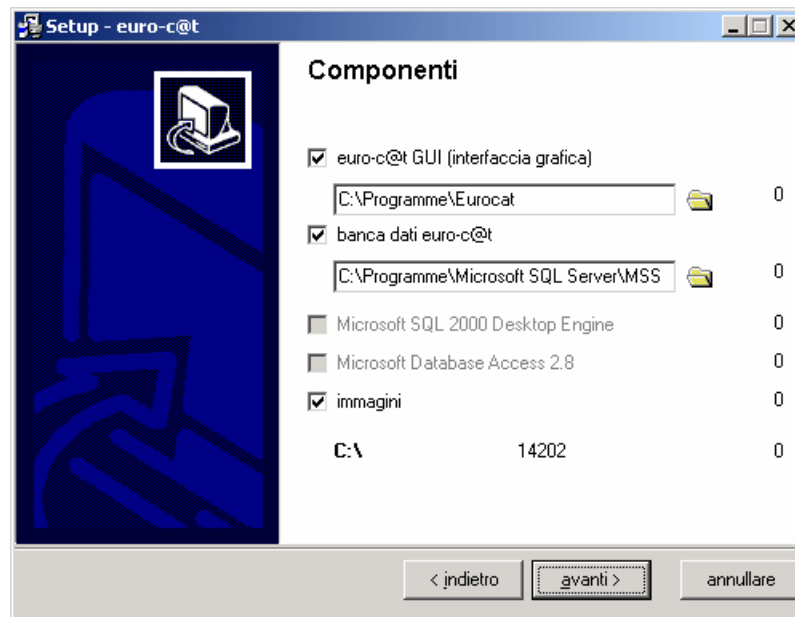 Setup - euro-c@t
Componenti
euro-c@t GUI (interfaccia grafica)
C:\Programme\Eurocat 0
banca dati euro-c@t
C:\Programme\Microsoft SQL Server\MSS 0
Microsoft SQL 2000 Desktop Engine 0
Microsoft Database Access 2.8 0
immagini 0
C:\ 14202 0
< indietro avanti > annullare